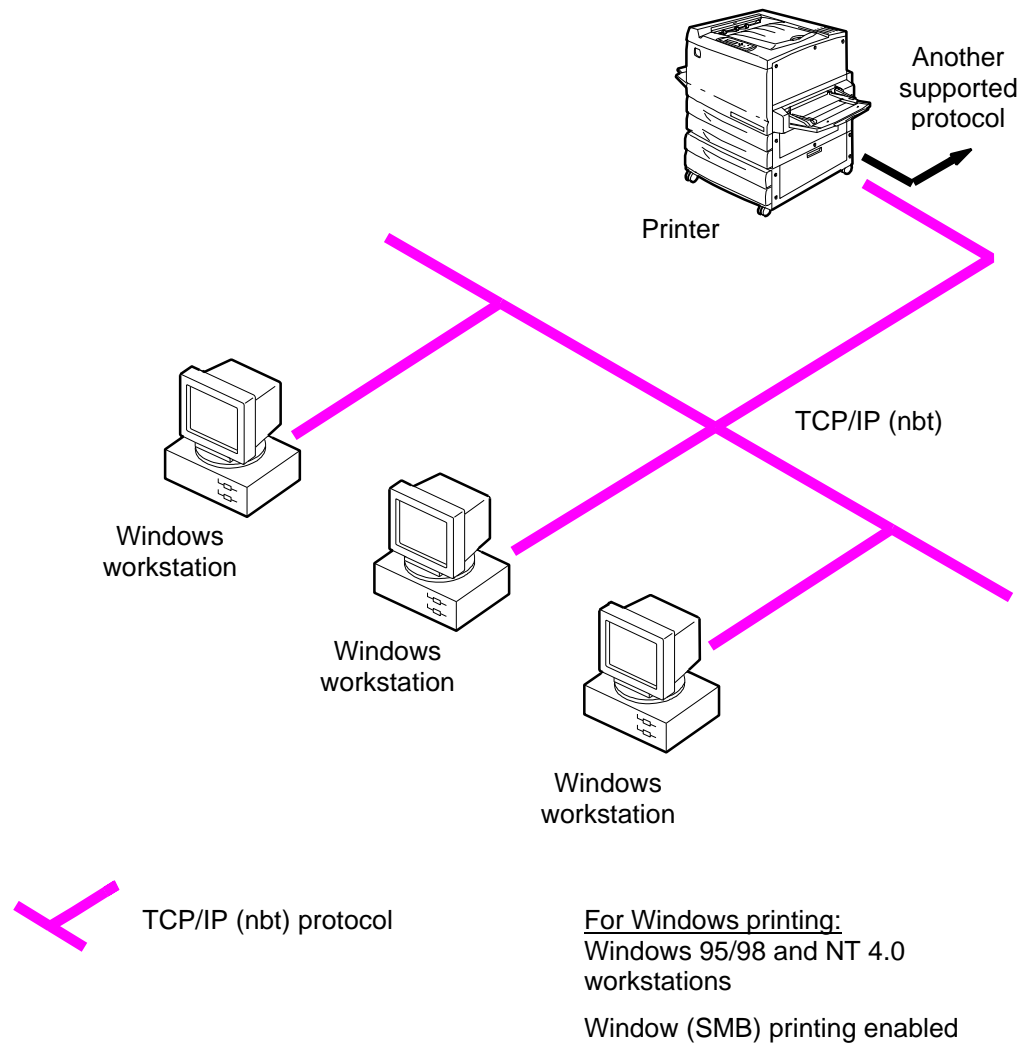 Another
supported
protocol
Printer
TCP/IP (nbt)
Windows
workstation
Windows
workstation
Windows
workstation
TCP/IP (nbt) protocol
For Windows printing:
Windows 95/98 and NT 4.0
workstations
Window (SMB) printing enabled